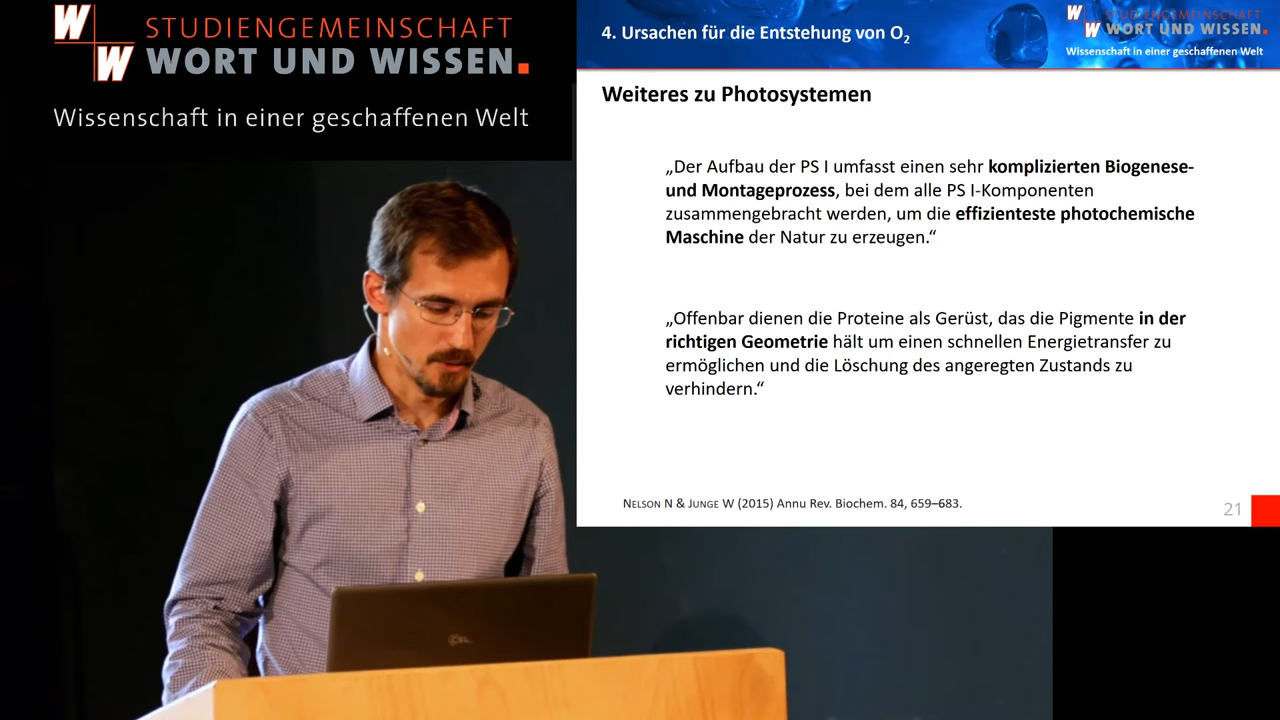 W
W
STUDIENGEMEINSCHAFT
WORT UND WISSEN.
Wissenschaft in einer geschaffenen Welt
4. Ursachen für die Entstehung von O₂
W
W
STUDIENGEMEINSCHAFT
WORT UND WISSEN.
Wissenschaft in einer geschaffenen Welt
Weiteres zu Photosystemen
„Der Aufbau der PS I umfasst einen sehr komplizierten Biogenese-
und Montageprozess, bei dem alle PS I-Komponenten
zusammengebracht werden, um die effizienteste photochemische
Maschine der Natur zu erzeugen.“
„Offenbar dienen die Proteine als Gerüst, das die Pigmente in der
richtigen Geometrie hält um einen schnellen Energietransfer zu
ermöglichen und die Löschung des angeregten Zustands zu
verhindern.“
NELSON N & JUNGE W (2015) Annu Rev. Biochem. 84, 659–683.
21